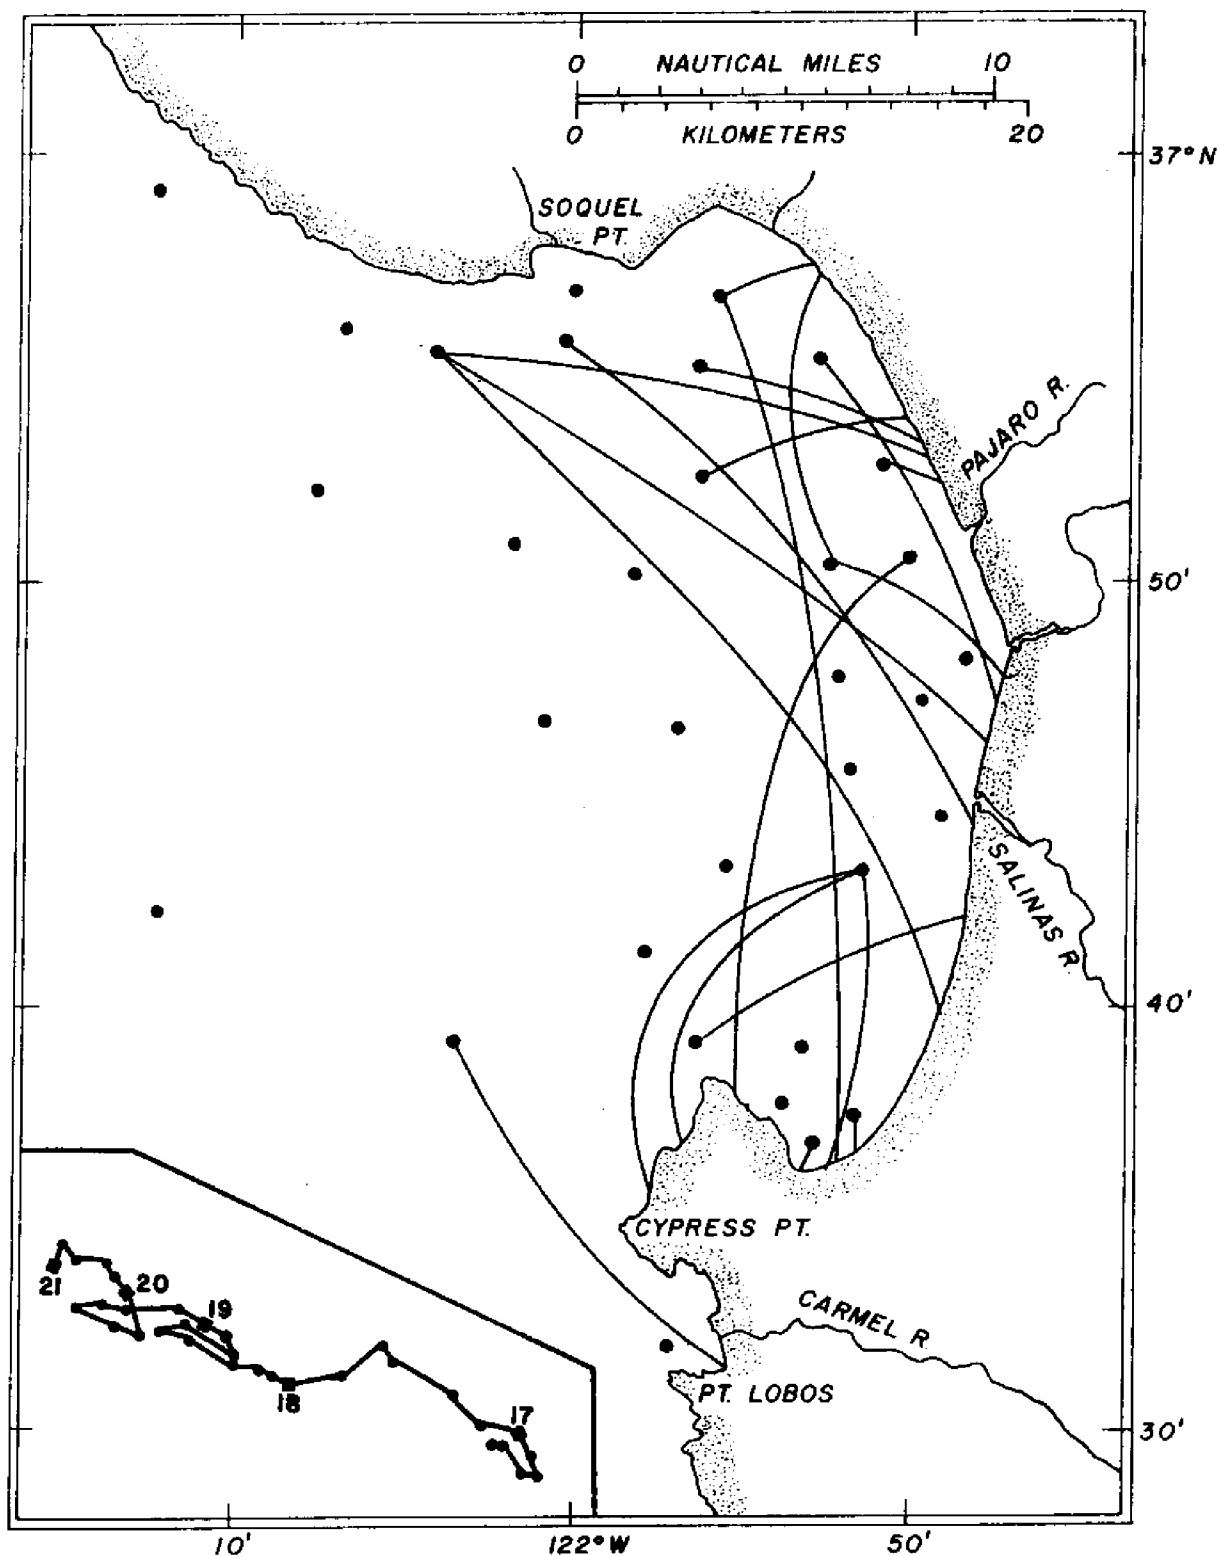 0 NAUTICAL MILES 10
0 KILOMETERS 20
37° N
SOQUEL
PT.
PAJARO R.
50'
SALINAS R.
40'
CYPRESS PT.
21
20
19
18
17
CARMEL R
PT. LOBOS
30'
10'
122° W
50'